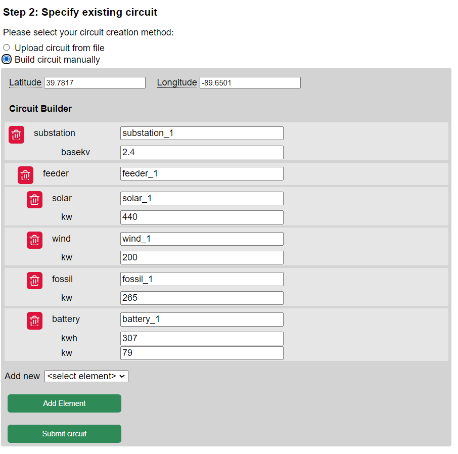 Step 2: Specify existing circuit
Please select your circuit creation method:
Upload circuit from file
Build circuit manually
Latitude 39.7817 Longitude -89.6501
Circuit Builder
substation substation_1
basekv 2.4
feeder feeder_1
solar solar_1
kw 440
wind wind_1
kw 200
fossil fossil_1
kw 265
battery battery_1
kwh 307
kw 79
Add new <select element>
Add Element
Submit circuit